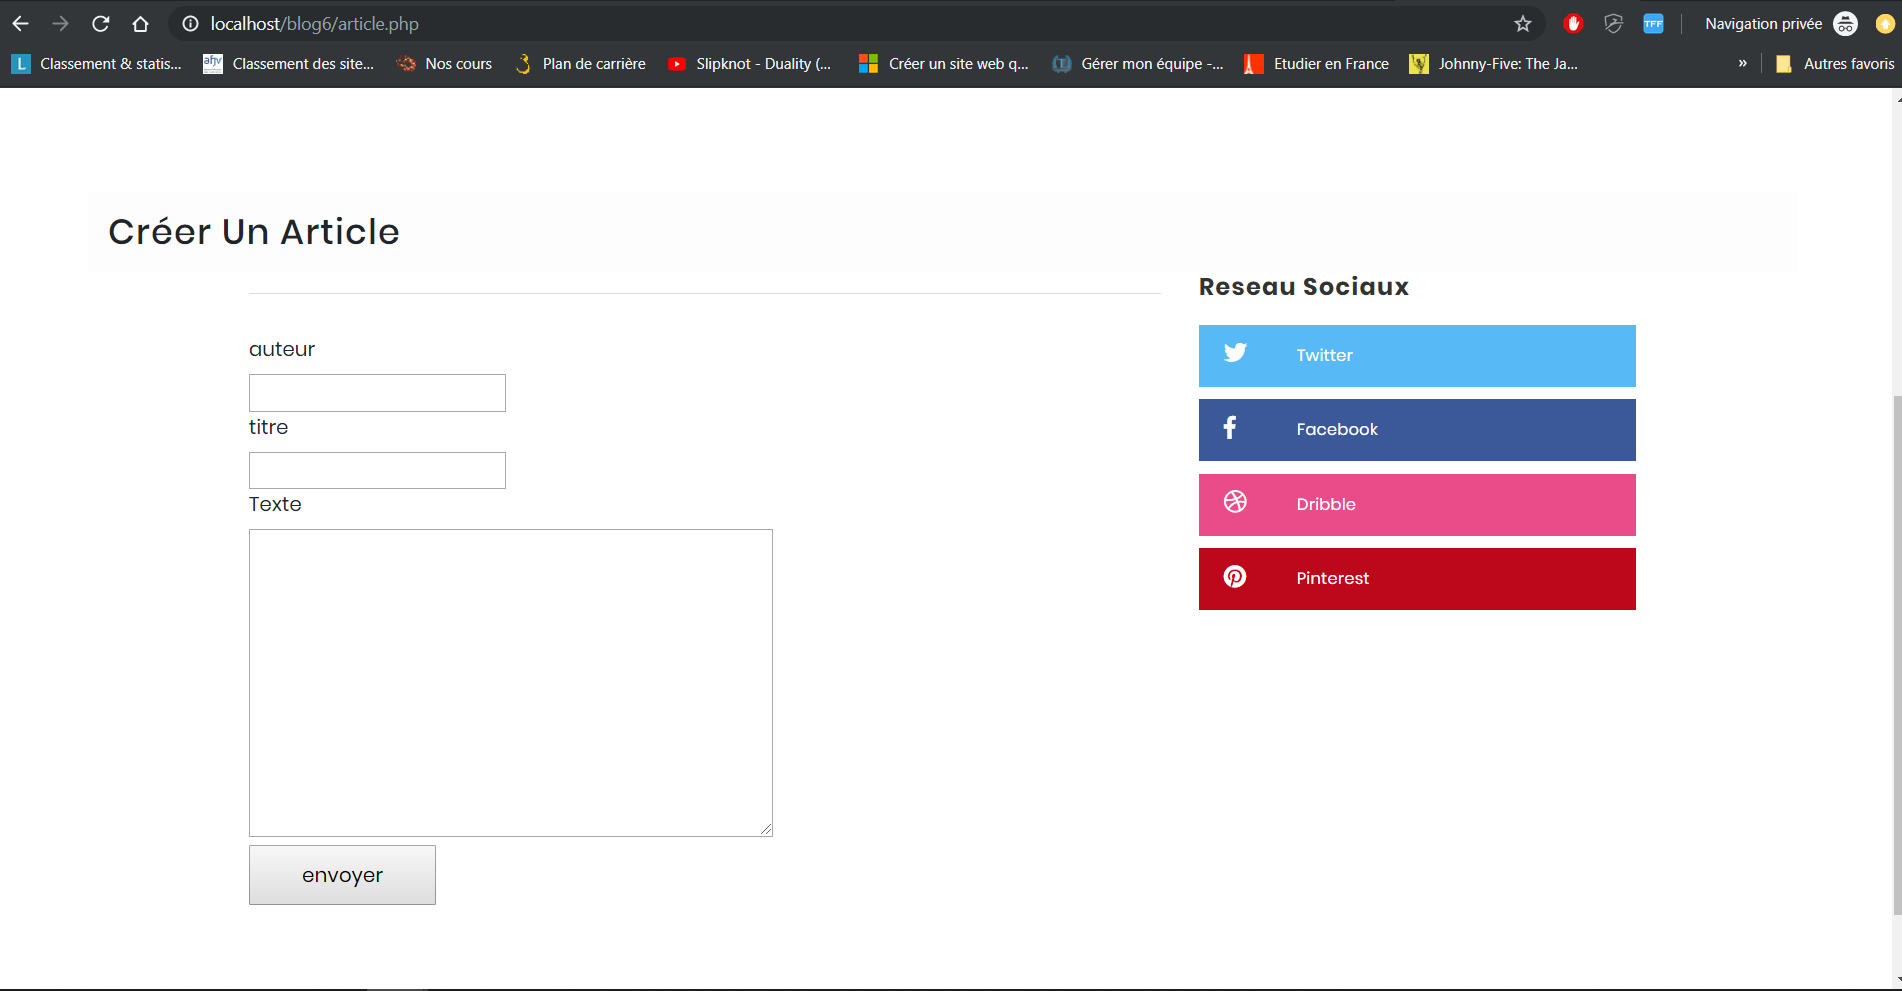 localhost/blog6/article.php
Navigation privée
L Classement & statis... afjv Classement des site... Nos cours Plan de carrière Slipknot - Duality (... Créer un site web q... Gérer mon équipe -... Etudier en France Johnny-Five: The Ja... » Autres favoris
TFF
Créer Un Article
Reseau Sociaux
auteur
Twitter
titre
Facebook
Texte
Dribble
Pinterest
envoyer